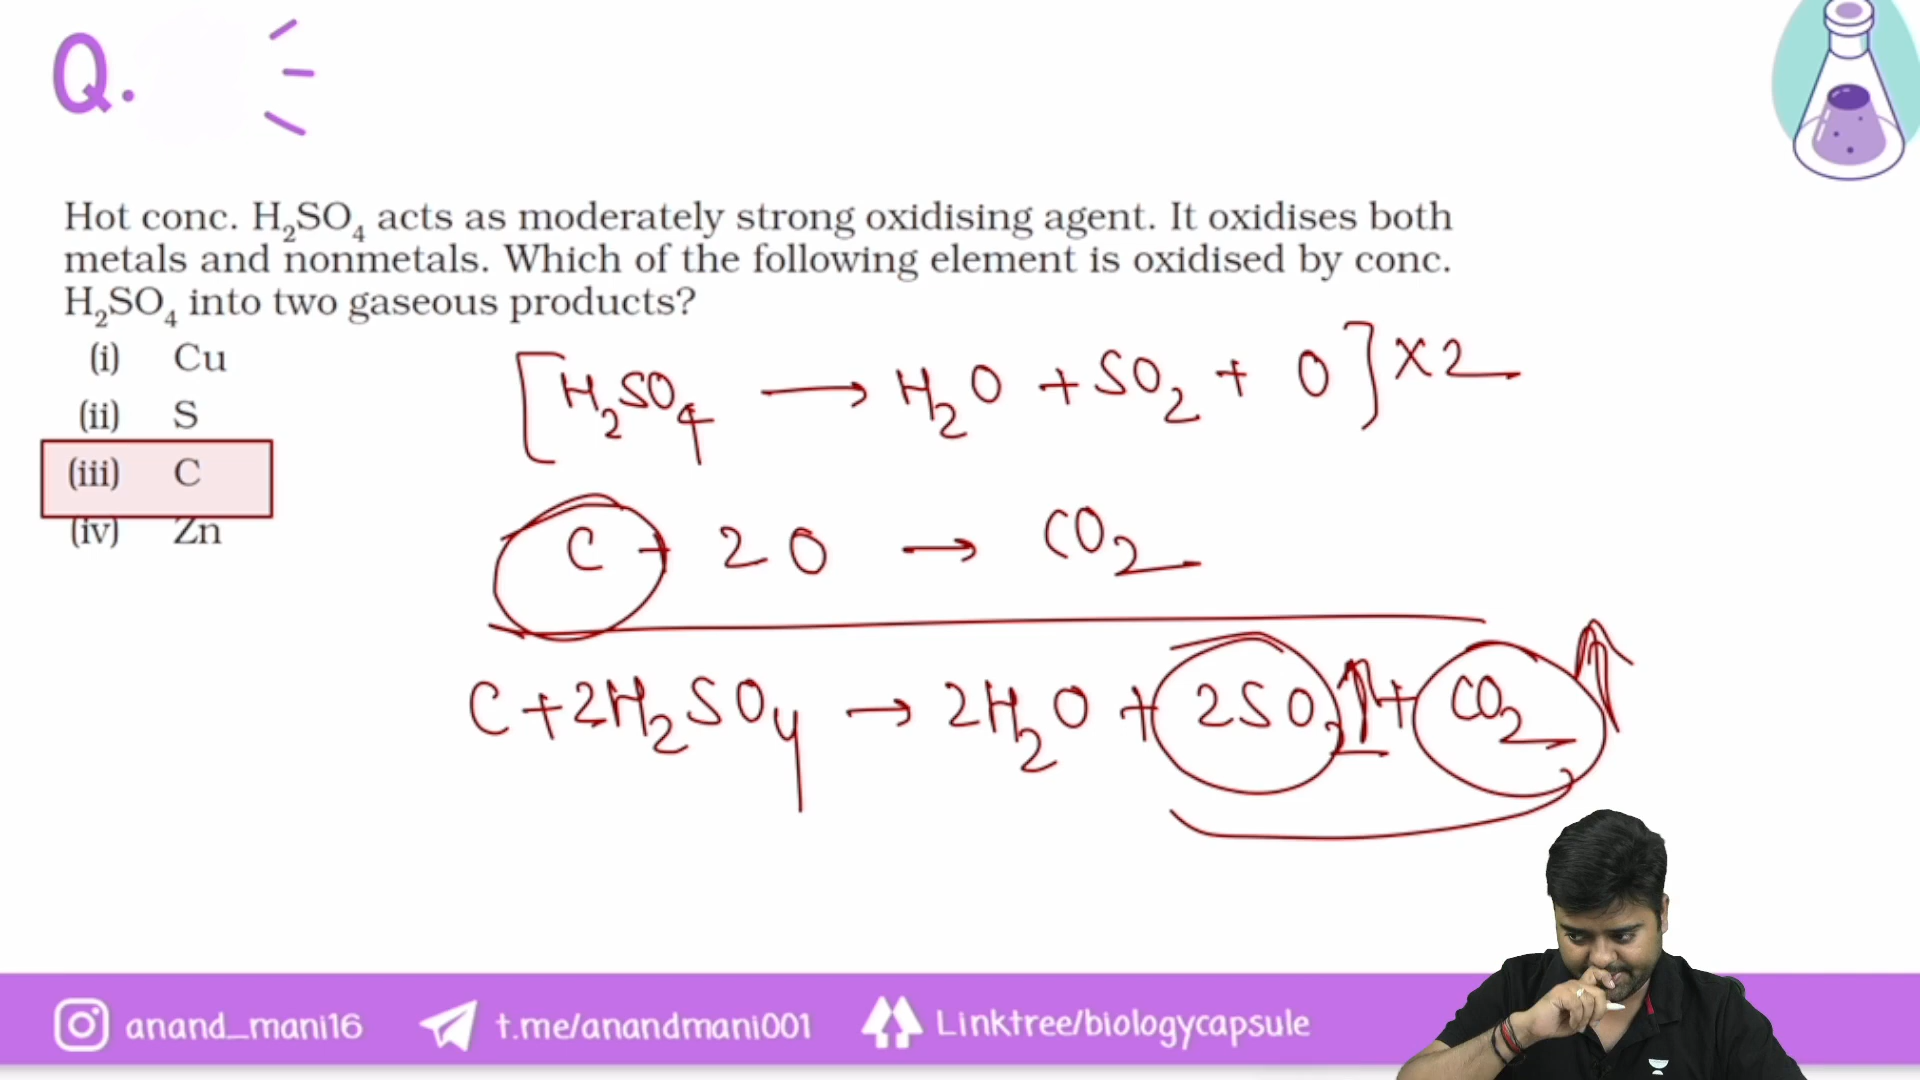 Q.
Hot conc. H₂SO₄ acts as moderately strong oxidising agent. It oxidises both
metals and nonmetals. Which of the following element is oxidised by conc.
H₂SO₄ into two gaseous products?
(i) Cu
(ii) S
(iii) C
(iv) Zn
[H₂SO₄ → H₂O + SO₂ + O] × 2
C + 2O → CO₂
C + 2H₂SO₄ → 2H₂O + 2SO₂↑ + CO₂↑
anand_mani16 t.me/anandmani001 Linktree/biologycapsule